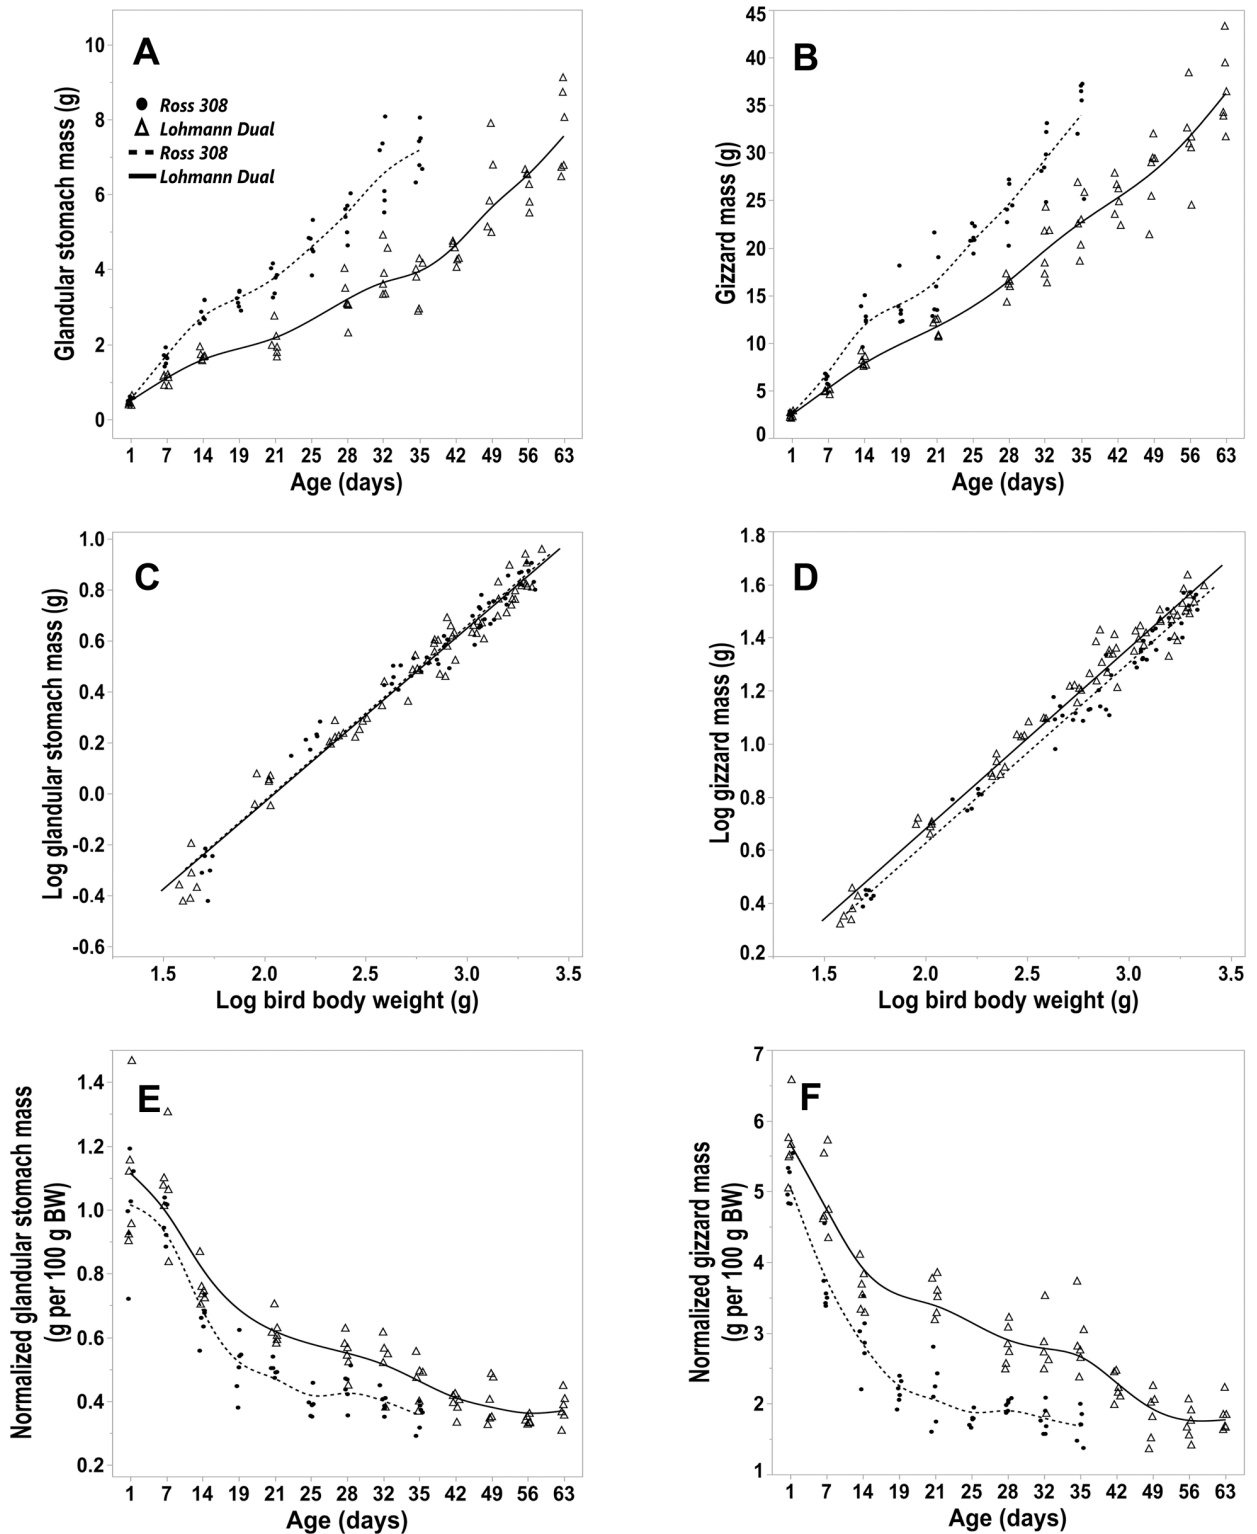 A
Ross 308
Lohmann Dual
Ross 308
Lohmann Dual
Glandular stomach mass (g)
10
8
6
4
2
0
1 7 14 19 21 25 28 32 35 42 49 56 63
Age (days)
B
Gizzard mass (g)
45
40
35
30
25
20
15
10
5
0
1 7 14 19 21 25 28 32 35 42 49 56 63
Age (days)
C
Log glandular stomach mass (g)
1.0
0.8
0.6
0.4
0.2
0.0
-0.2
-0.4
-0.6
1.5 2.0 2.5 3.0 3.5
Log bird body weight (g)
D
Log gizzard mass (g)
1.8
1.6
1.4
1.2
1.0
0.8
0.6
0.4
0.2
1.5 2.0 2.5 3.0 3.5
Log bird body weight (g)
E
Normalized glandular stomach mass
(g per 100 g BW)
1.4
1.2
1.0
0.8
0.6
0.4
0.2
1 7 14 19 21 25 28 32 35 42 49 56 63
Age (days)
F
Normalized gizzard mass
(g per 100 g BW)
7
6
5
4
3
2
1
1 7 14 19 21 25 28 32 35 42 49 56 63
Age (days)